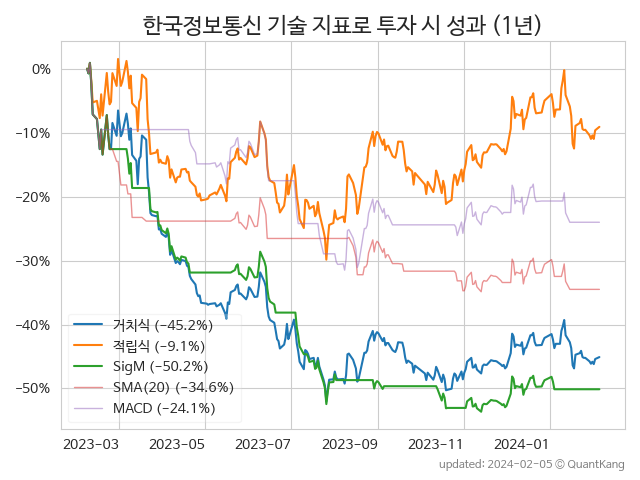 한국정보통신 기술 지표로 투자 시 성과 (1년)
0%
−10%
−20%
−30%
−40%
−50%
거치식 (−45.2%)
적립식 (−9.1%)
SigM (−50.2%)
SMA(20) (−34.6%)
MACD (−24.1%)
2023−03 2023−05 2023−07 2023−09 2023−11 2024−01
updated: 2024−02−05 © QuantKang